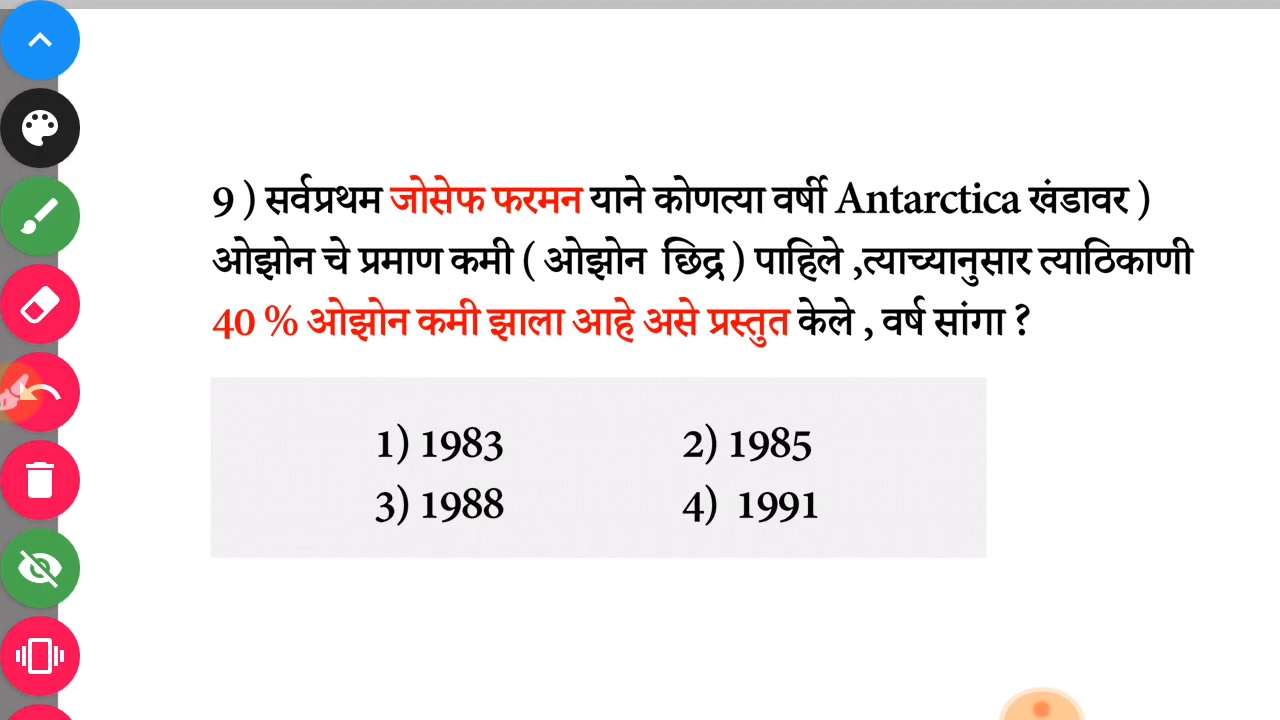 9 ) सर्वप्रथम जोसेफ फरमन याने कोणत्या वर्षी Antarctica खंडावर )
ओझोन चे प्रमाण कमी ( ओझोन छिद्र ) पाहिले ,त्याच्यानुसार त्याठिकाणी
40 % ओझोन कमी झाला आहे असे प्रस्तुत केले , वर्ष सांगा ?
1) 1983 2) 1985
3) 1988 4) 1991